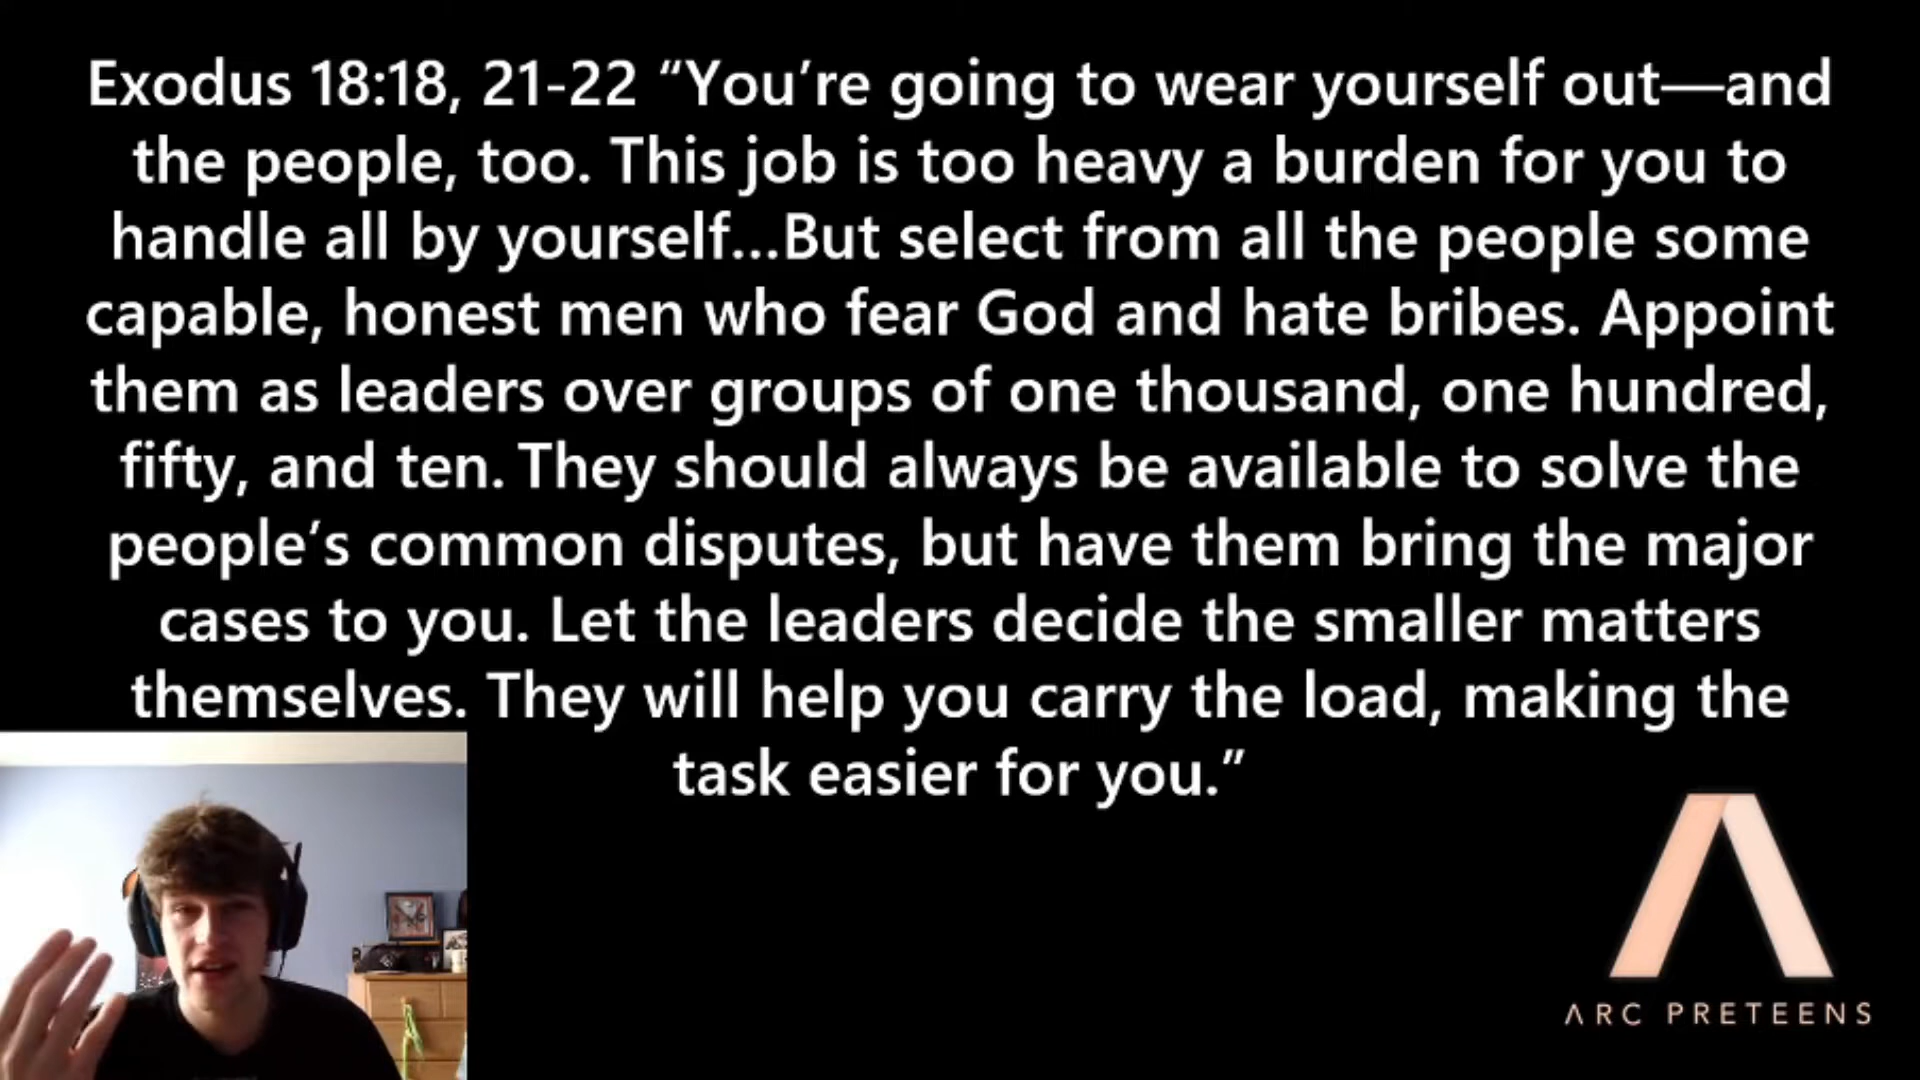 Exodus 18:18, 21-22 “You’re going to wear yourself out—and
the people, too. This job is too heavy a burden for you to
handle all by yourself...But select from all the people some
capable, honest men who fear God and hate bribes. Appoint
them as leaders over groups of one thousand, one hundred,
fifty, and ten. They should always be available to solve the
people’s common disputes, but have them bring the major
cases to you. Let the leaders decide the smaller matters
themselves. They will help you carry the load, making the
task easier for you.”
ARC PRETEENS